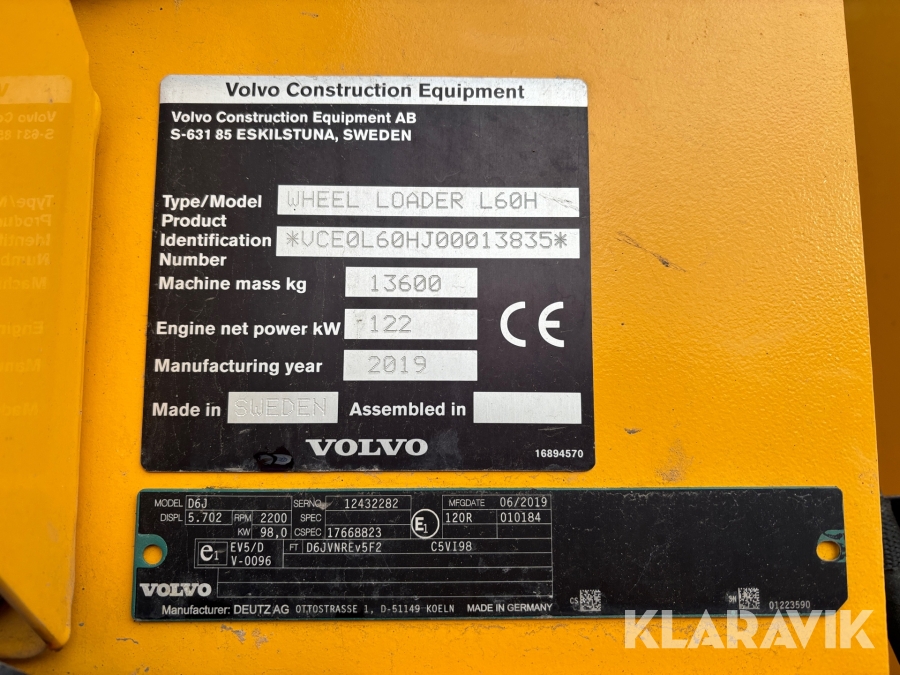 Volvo Construction Equipment
Volvo Construction Equipment AB
S-631 85 ESKILSTUNA, SWEDEN
Type/Model WHEEL LOADER L60H
Product
Identification *VCE0L60HJ00013835*
Number
Machine mass kg 13600
Engine net power kW 122
Manufacturing year 2019
Made in SWEDEN Assembled in
VOLVO
16894570
MODEL D6J SERNO 12432282 MFGDATE 06/2019
DISPL 5.702 RPM 2200 SPEC E1 120R 010184
KW 98,0 CSPEC 17668823
e1 EV5/D FT D6JVNREv5F2 C5VI98
V-0096
VOLVO
Manufacturer: DEUTZ AG OTTOSTRASSE 1, D-51149 KOELN MADE IN GERMANY
CS SN 01223590
KLARAVIK